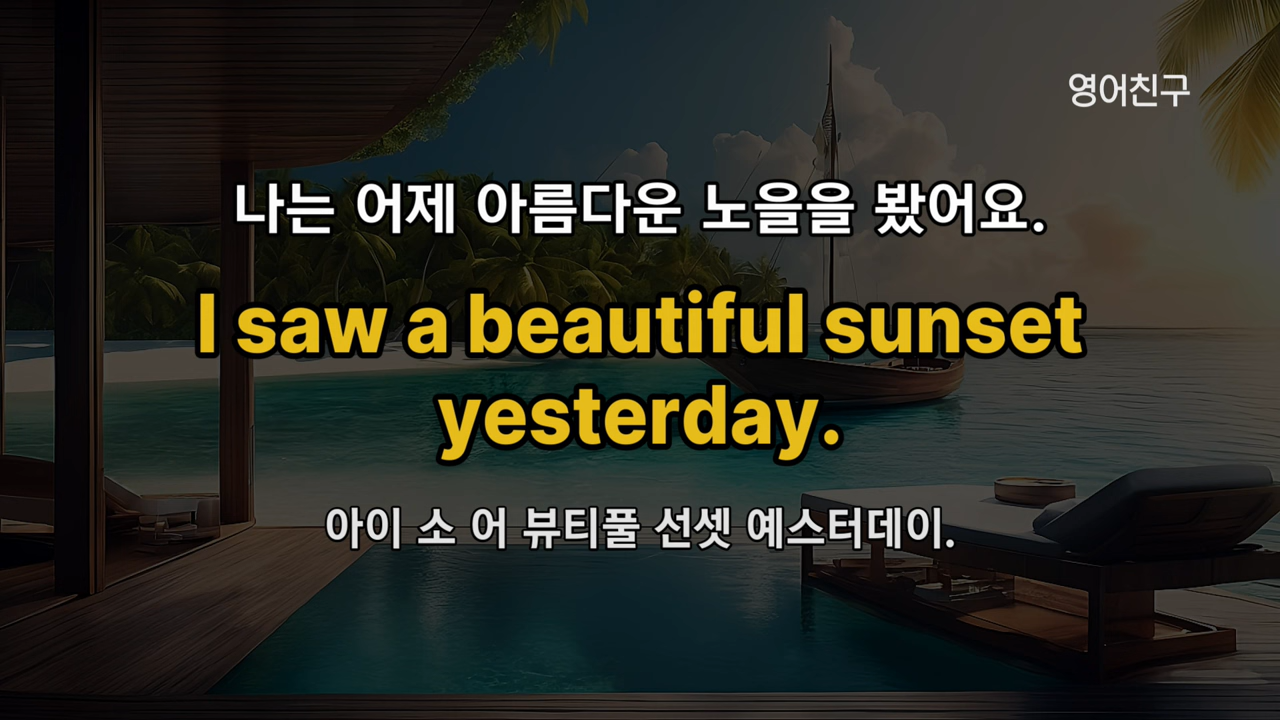 영어친구
나는 어제 아름다운 노을을 봤어요.
I saw a beautiful sunset
yesterday.
아이 소 어 뷰티풀 선셋 예스터데이.